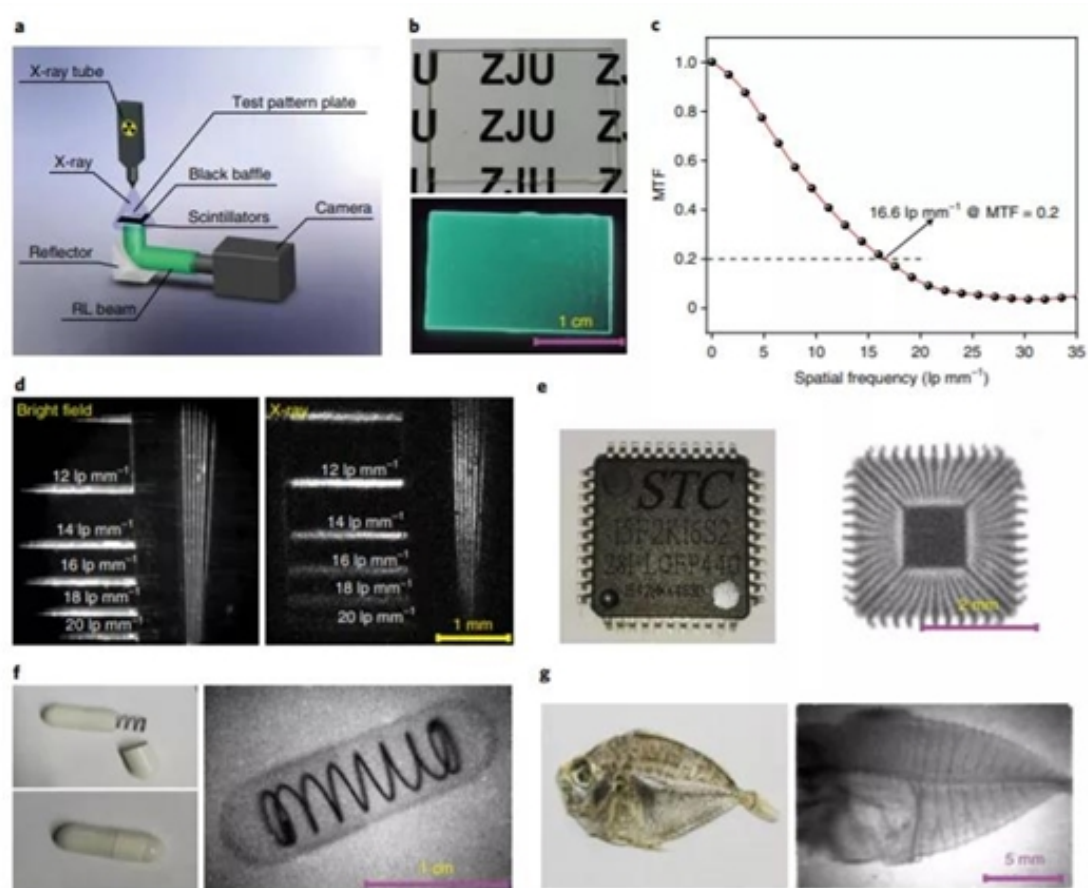 a
X-ray tube
Test pattern plate
X-ray
Black baffle
Scintillators
Camera
Reflector
RL beam
b
U ZJU Z
U ZJU Z
1 cm
c
MTF
1.0
0.8
0.6
0.4
0.2
0
16.6 lp mm⁻¹ @ MTF = 0.2
0 5 10 15 20 25 30 35
Spatial frequency (lp mm⁻¹)
d
Bright field
12 lp mm⁻¹
14 lp mm⁻¹
16 lp mm⁻¹
18 lp mm⁻¹
20 lp mm⁻¹
X-ray
12 lp mm⁻¹
14 lp mm⁻¹
16 lp mm⁻¹
18 lp mm⁻¹
20 lp mm⁻¹
1 mm
e
STC
2 mm
f
1 cm
g
5 mm